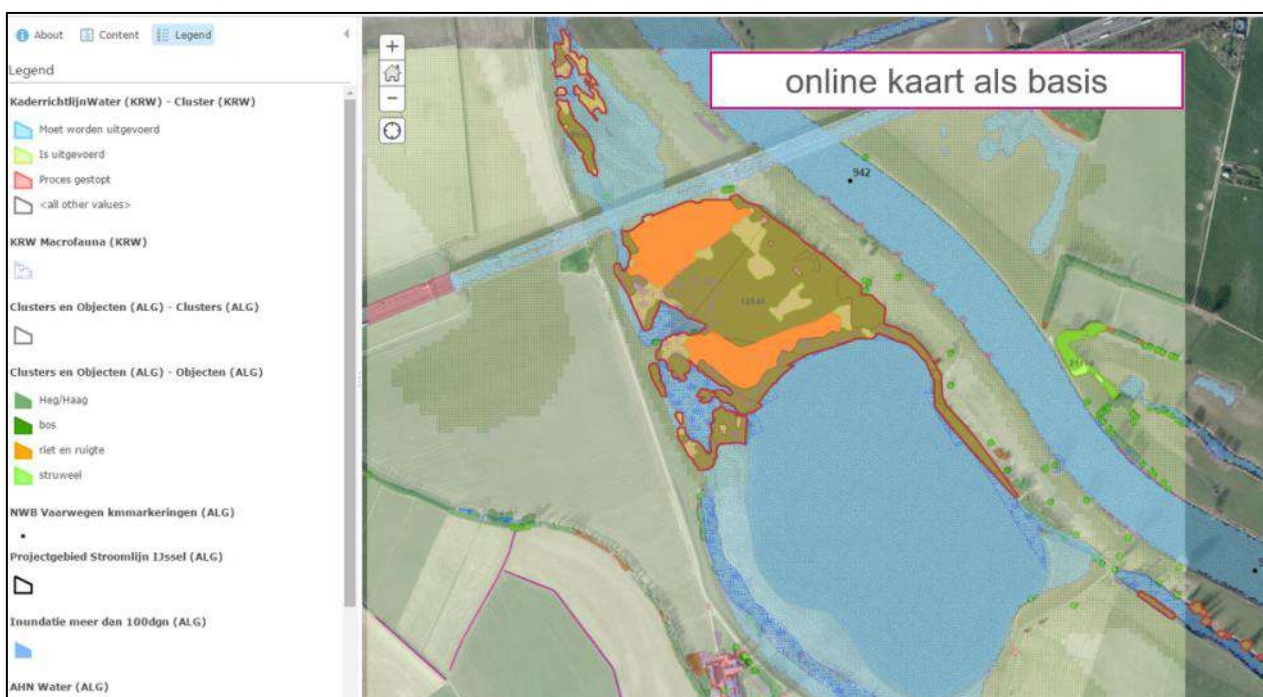 About Content Legend
Legend
KaderrichtlijnWater (KRW) - Cluster (KRW)
Moet worden uitgevoerd
Is uitgevoerd
Proces gestopt
<all other values>
KRW Macrofauna (KRW)
Clusters en Objecten (ALG) - Clusters (ALG)
Clusters en Objecten (ALG) - Objecten (ALG)
Heg/Haag
bos
riet en ruigte
struweel
NWB Vaarwegen kmmarkeringen (ALG)
Projectgebied Stroomlijn IJssel (ALG)
Inundatie meer dan 100dgn (ALG)
AHN Water (ALG)
online kaart als basis
942